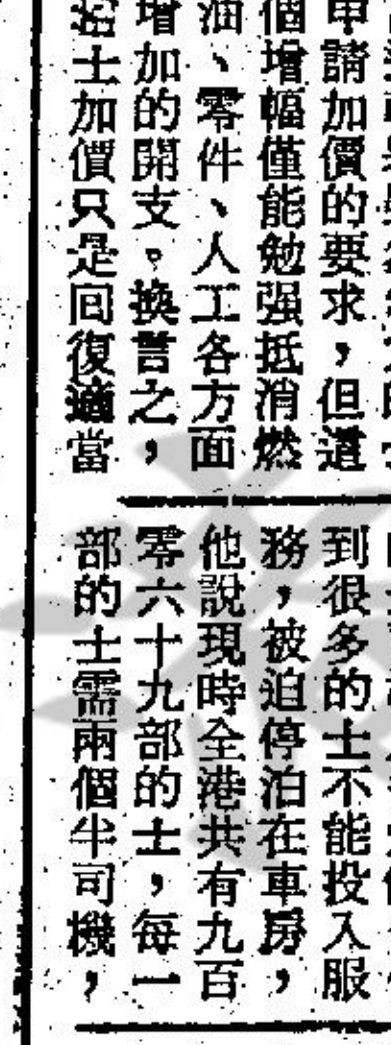 申請加價的要求，但這
個增幅僅能勉强抵消燃
油、零件、人工各方面
增加的開支。換言之，
士加價只是囘復適當
到很多的士不能投入服
務，被迫停泊在車房，
他說現時全港共有九百
零六十九部的士，每一
部的士需兩個半司機，